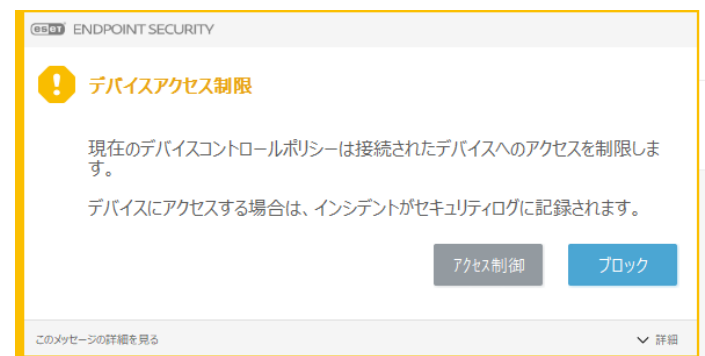 eset ENDPOINT SECURITY
デバイスアクセス制限
現在のデバイスコントロールポリシーは接続されたデバイスへのアクセスを制限しま
す。
デバイスにアクセスする場合は、インシデントがセキュリティログに記録されます。
アクセス制御 ブロック
このメッセージの詳細を見る 詳細